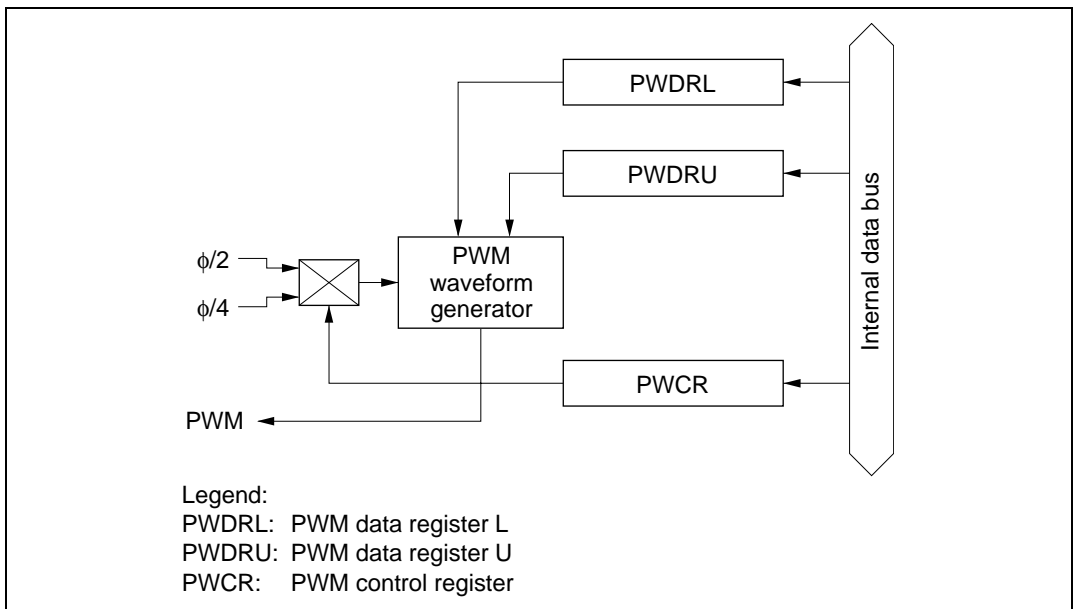 PWDRL
PWDRU
Internal data bus
PWM
waveform
generator
ϕ/2
ϕ/4
PWCR
PWM
Legend:
PWDRL: PWM data register L
PWDRU: PWM data register U
PWCR: PWM control register